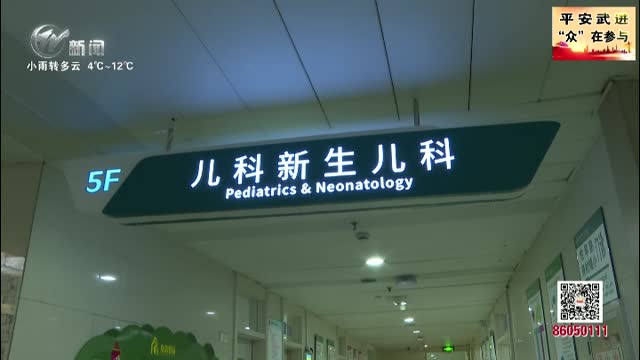 新闻
小雨转多云 4℃~12℃
平安武进
“众”在参与
5F
儿科新生儿科
Pediatrics & Neonatology
86050111